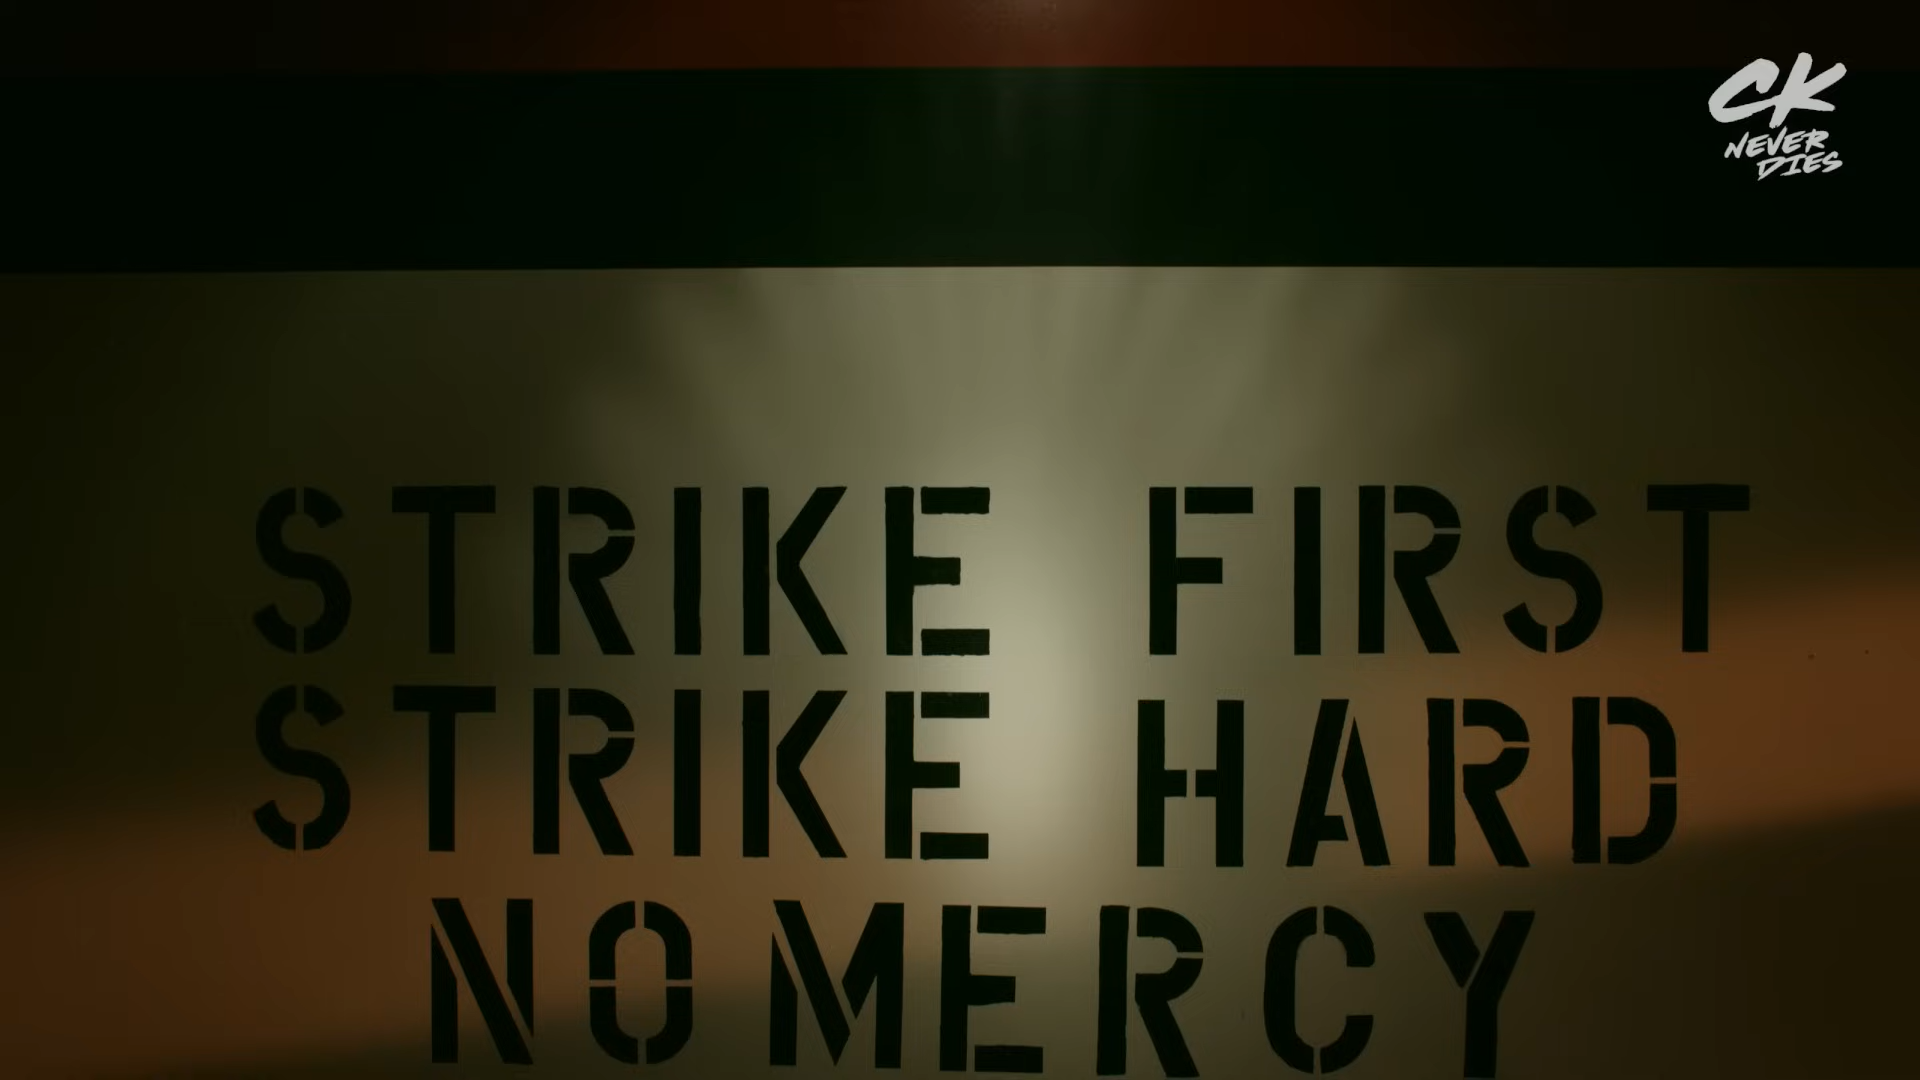 CK
NEVER
DIES
STRIKE FIRST
STRIKE HARD
NO MERCY